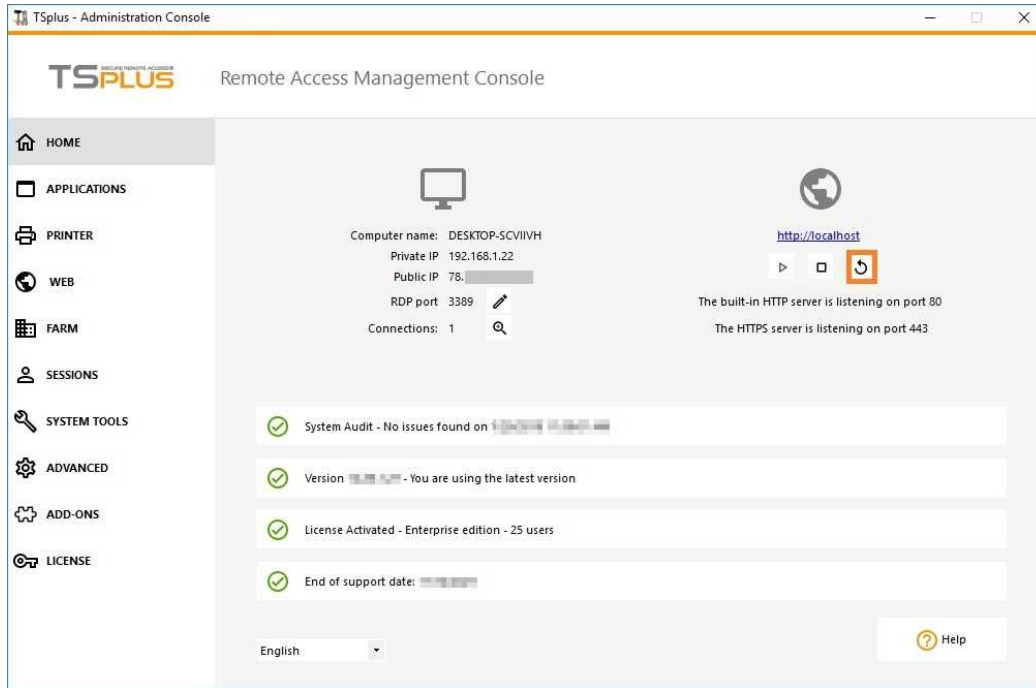 TSplus - Administration Console
SECURE REMOTE ACCESS
TSPLUS
Remote Access Management Console
HOME
APPLICATIONS
PRINTER
WEB
FARM
SESSIONS
SYSTEM TOOLS
ADVANCED
ADD-ONS
LICENSE
Computer name: DESKTOP-SCVIIVH
Private IP 192.168.1.22
Public IP 78.
RDP port 3389
Connections: 1
http://localhost
The built-in HTTP server is listening on port 80
The HTTPS server is listening on port 443
System Audit - No issues found on
Version - You are using the latest version
License Activated - Enterprise edition - 25 users
End of support date:
English
Help